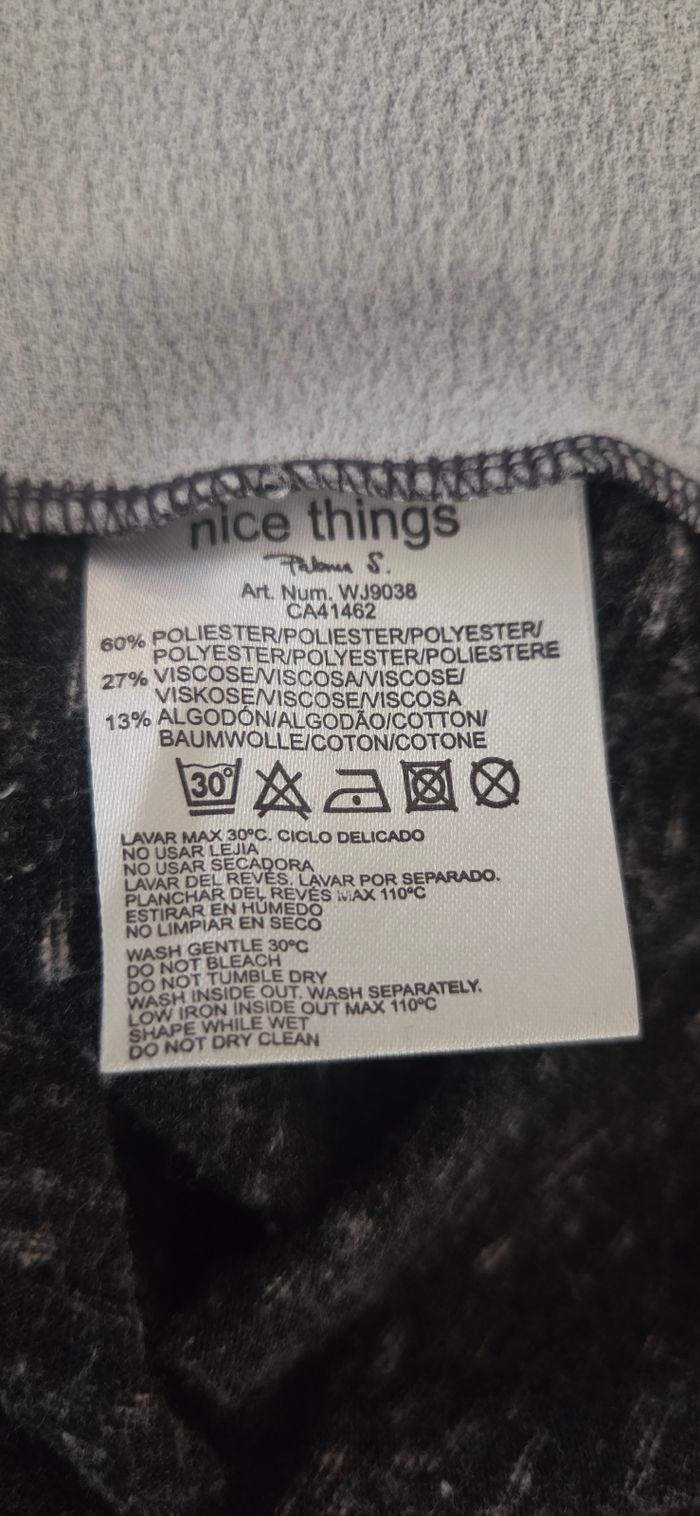 nice things
Paloma S.
Art. Num. WJ9038
CA41462
60% POLIESTER/POLIESTER/POLYESTER/
POLYESTER/POLYESTER/POLIESTERE
27% VISCOSE/VISCOSA/VISCOSE/
VISKOSE/VISCOSE/VISCOSA
13% ALGODÓN/ALGODÃO/COTTON/
BAUMWOLLE/COTON/COTONE
30°
LAVAR MAX 30ºC. CICLO DELICADO
NO USAR LEJIA
NO USAR SECADORA
LAVAR DEL REVÉS. LAVAR POR SEPARADO.
PLANCHAR DEL REVÉS MAX 110ºC
ESTIRAR EN HÚMEDO
NO LIMPIAR EN SECO
WASH GENTLE 30ºC
DO NOT BLEACH
DO NOT TUMBLE DRY
WASH INSIDE OUT. WASH SEPARATELY.
LOW IRON INSIDE OUT MAX 110ºC
SHAPE WHILE WET
DO NOT DRY CLEAN